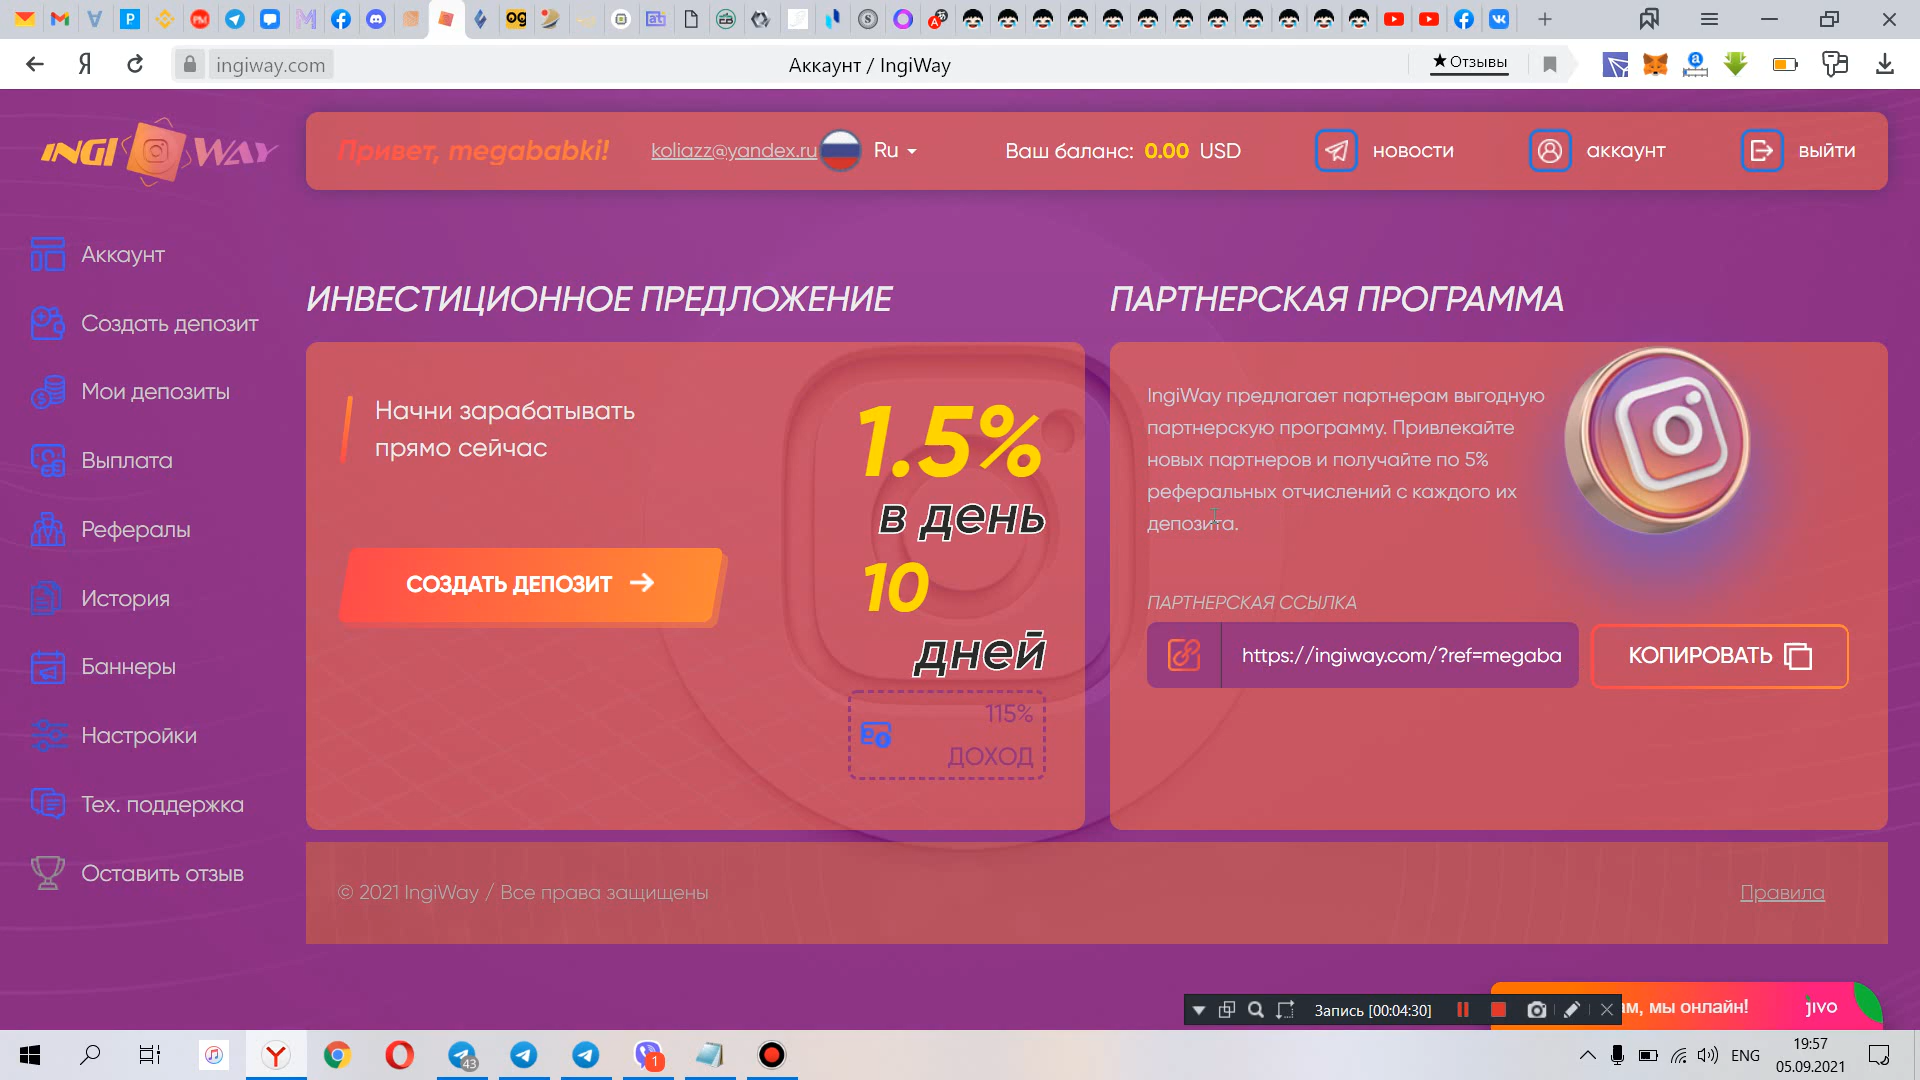 ingiway.com
Аккаунт / IngiWay
★Отзывы
INGI WAY
Привет, megababki!
koliazz@yandex.ru
Ru
Ваш баланс: 0.00 USD
новости
аккаунт
выйти
Аккаунт
Создать депозит
Мои депозиты
Выплата
Рефералы
История
Баннеры
Настройки
Тех. поддержка
Оставить отзыв
ИНВЕСТИЦИОННОЕ ПРЕДЛОЖЕНИЕ
Начни зарабатывать
прямо сейчас
СОЗДАТЬ ДЕПОЗИТ →
1.5%
в день
10
дней
115%
ДОХОД
ПАРТНЕРСКАЯ ПРОГРАММА
IngiWay предлагает партнерам выгодную
партнерскую программу. Привлекайте
новых партнеров и получайте по 5%
реферальных отчислений с каждого их
депозита.
ПАРТНЕРСКАЯ ССЫЛКА
https://ingiway.com/?ref=megaba
КОПИРОВАТЬ
© 2021 IngiWay / Все права защищены
Правила
Запись [00:04:30]
мы онлайн!
jivo
43
1
ENG
19:57
05.09.2021